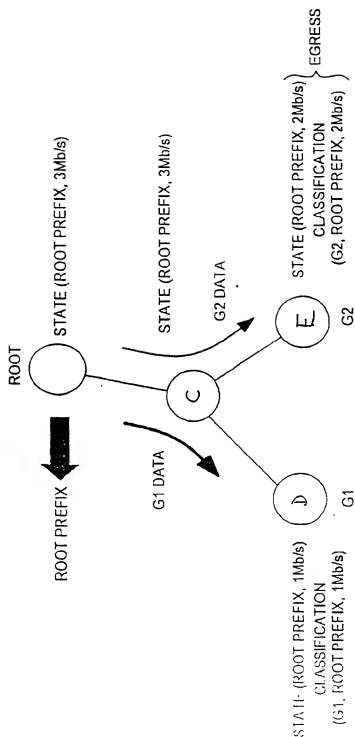 ROOT
ROOT PREFIX
STATE (ROOT PREFIX, 3Mb/s)
G1 DATA
C
STATE (ROOT PREFIX, 3Mb/s)
G2 DATA
D
G1
E
G2
STATE (ROOT PREFIX, 1Mb/s)
CLASSIFICATION
(G1, ROOT PREFIX, 1Mb/s)
STATE (ROOT PREFIX, 2Mb/s)
CLASSIFICATION
(G2, ROOT PREFIX, 2Mb/s)
EGRESS